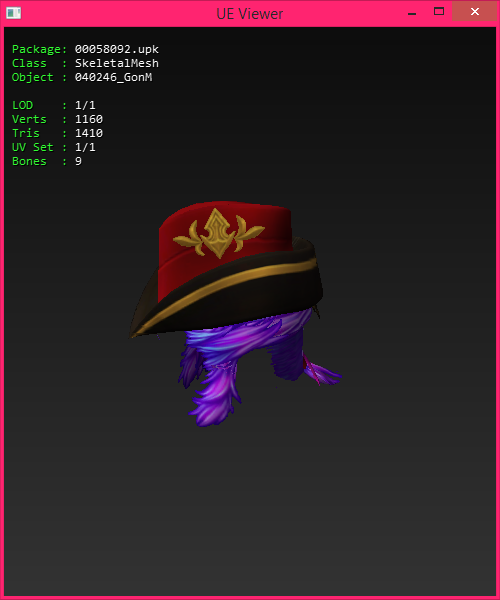 UE Viewer
Package: 00058092.upk
Class : SkeletalMesh
Object : 040246_GonM
LOD : 1/1
Verts : 1160
Tris : 1410
UV Set : 1/1
Bones : 9